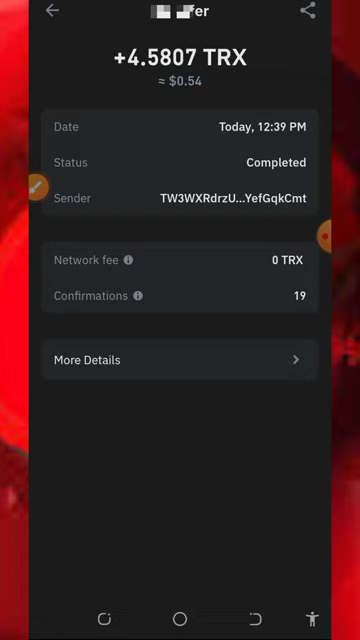 +4.5807 TRX
≈ $0.54
Date Today, 12:39 PM
Status Completed
Sender TW3WXRdrzU...YefGqkCmt
Network fee 0 TRX
Confirmations 19
More Details